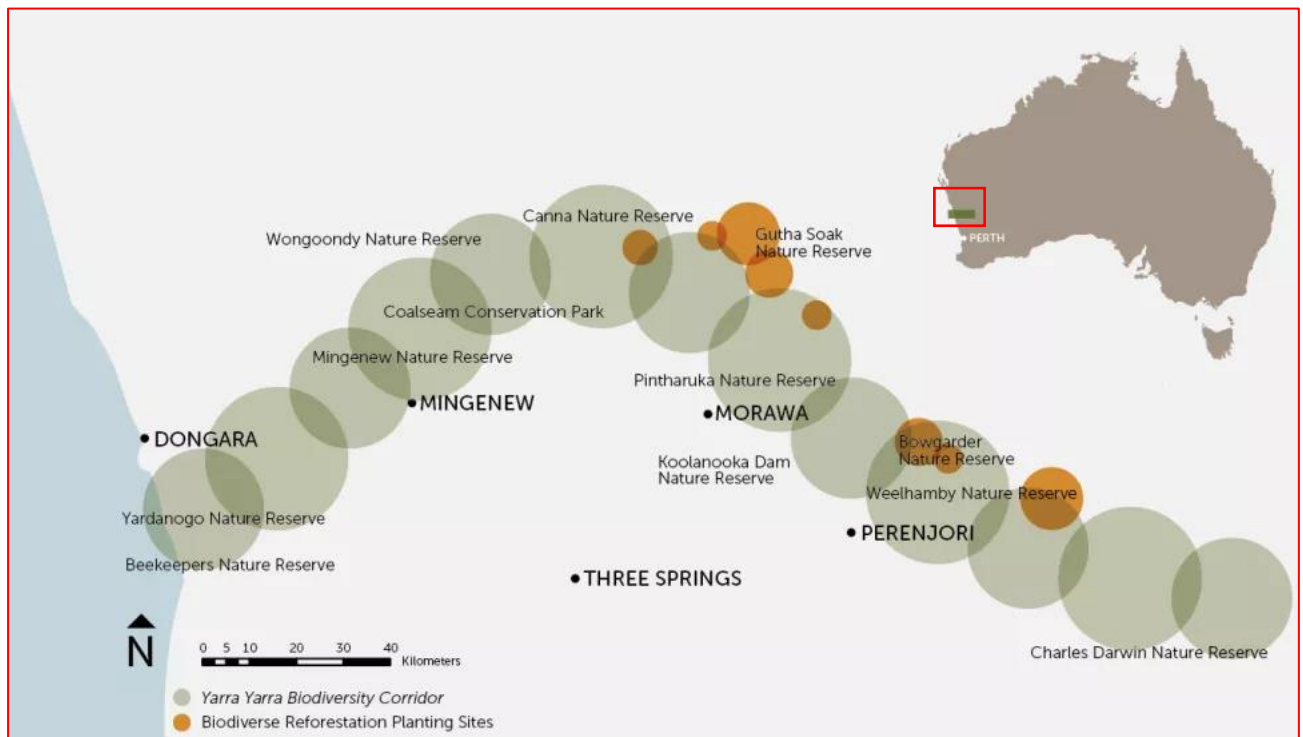 Canna Nature Reserve
Wongoondy Nature Reserve
Gutha Soak
Nature Reserve
PERTH
Coalseam Conservation Park
Mingenew Nature Reserve
Pintharuka Nature Reserve
MINGENEW
MORAWA
DONGARA
Bowgarder
Nature Reserve
Koolanooka Dam
Nature Reserve
Weelhamby Nature Reserve
Yardanogo Nature Reserve
PERENJORI
Beekeepers Nature Reserve
THREE SPRINGS
Charles Darwin Nature Reserve
N
0 5 10 20 30 40
Kilometers
Yarra Yarra Biodiversity Corridor
Biodiverse Reforestation Planting Sites